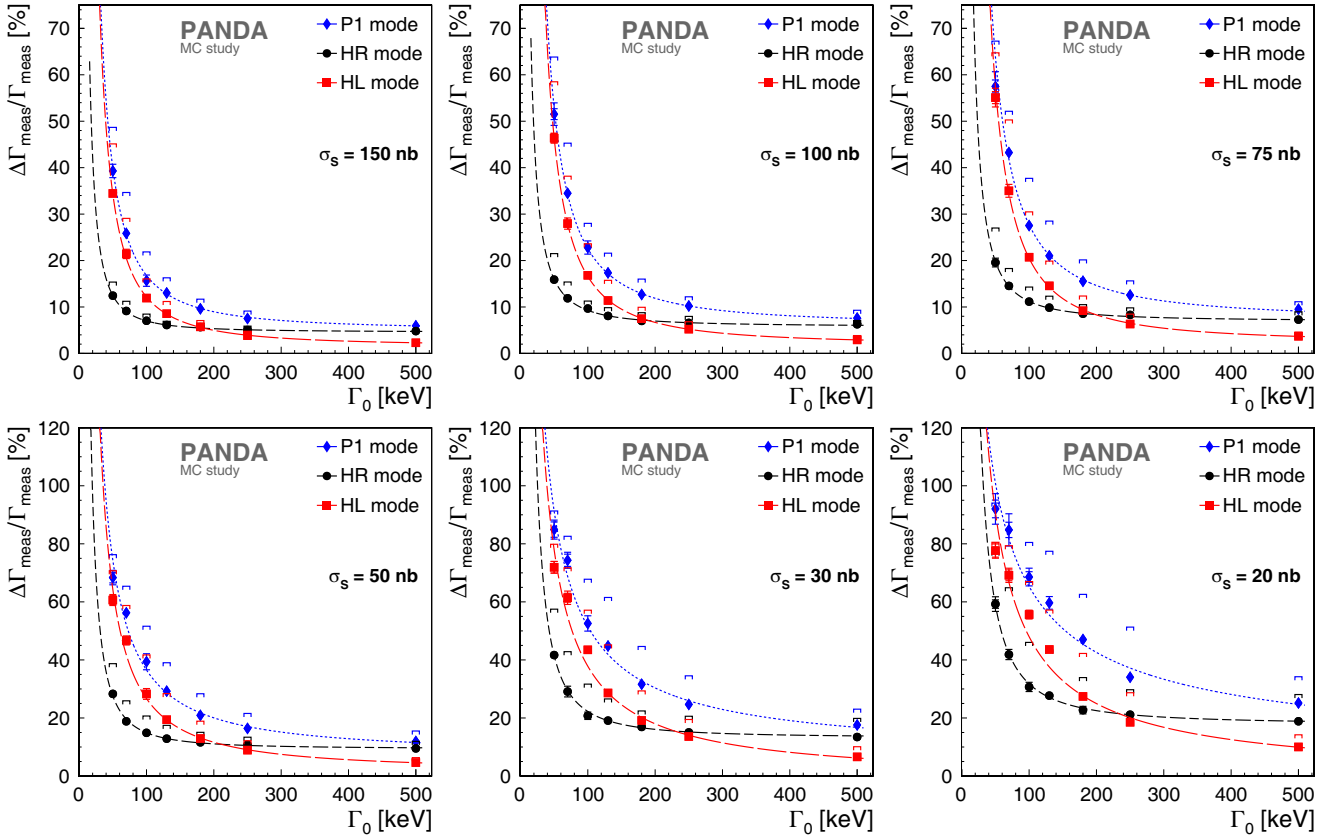 ΔΓmeas/Γmeas [%]
70
60
50
40
30
20
10
0
PANDA
MC study
P1 mode
HR mode
HL mode
σS = 150 nb
0 100 200 300 400 500
Γ0 [keV]
ΔΓmeas/Γmeas [%]
70
60
50
40
30
20
10
0
PANDA
MC study
P1 mode
HR mode
HL mode
σS = 100 nb
0 100 200 300 400 500
Γ0 [keV]
ΔΓmeas/Γmeas [%]
70
60
50
40
30
20
10
0
PANDA
MC study
P1 mode
HR mode
HL mode
σS = 75 nb
0 100 200 300 400 500
Γ0 [keV]
ΔΓmeas/Γmeas [%]
120
100
80
60
40
20
0
PANDA
MC study
P1 mode
HR mode
HL mode
σS = 50 nb
0 100 200 300 400 500
Γ0 [keV]
ΔΓmeas/Γmeas [%]
120
100
80
60
40
20
0
PANDA
MC study
P1 mode
HR mode
HL mode
σS = 30 nb
0 100 200 300 400 500
Γ0 [keV]
ΔΓmeas/Γmeas [%]
120
100
80
60
40
20
0
PANDA
MC study
P1 mode
HR mode
HL mode
σS = 20 nb
0 100 200 300 400 500
Γ0 [keV]